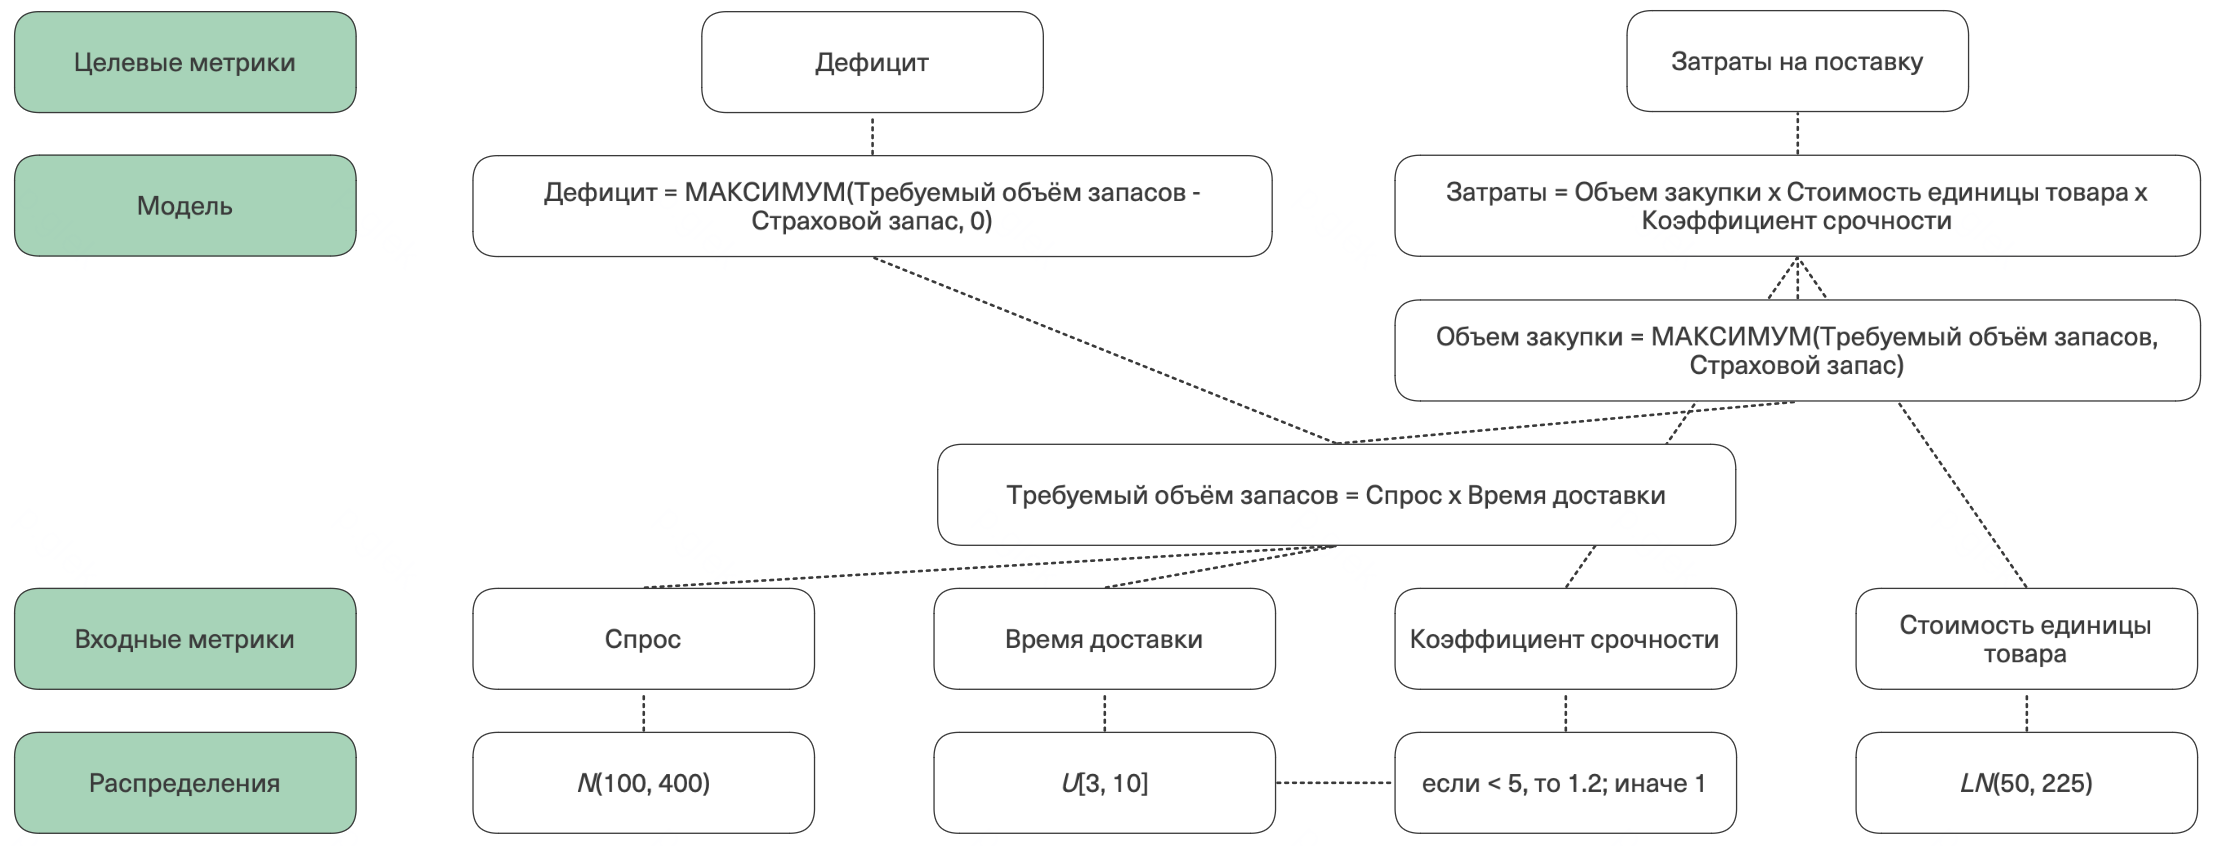 Целевые метрики
Дефицит
Затраты на поставку
Модель
Дефицит = МАКСИМУМ(Требуемый объём запасов -
Страховой запас, 0)
Затраты = Объем закупки x Стоимость единицы товара x
Коэффициент срочности
Объем закупки = МАКСИМУМ(Требуемый объём запасов,
Страховой запас)
Требуемый объём запасов = Спрос x Время доставки
Входные метрики
Спрос
Время доставки
Коэффициент срочности
Стоимость единицы
товара
Распределения
N(100, 400)
U[3, 10]
если < 5, то 1.2; иначе 1
LN(50, 225)